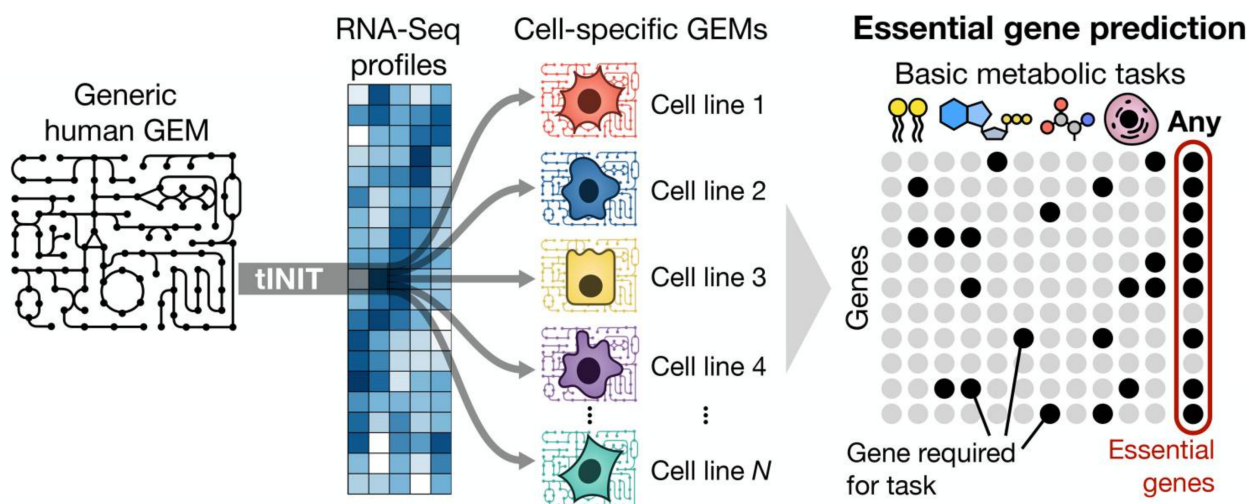 Generic
human GEM
tINIT
RNA-Seq
profiles
Cell-specific GEMs
Cell line 1
Cell line 2
Cell line 3
Cell line 4
Cell line N
Essential gene prediction
Basic metabolic tasks
Any
Genes
Gene required
for task
Essential
genes